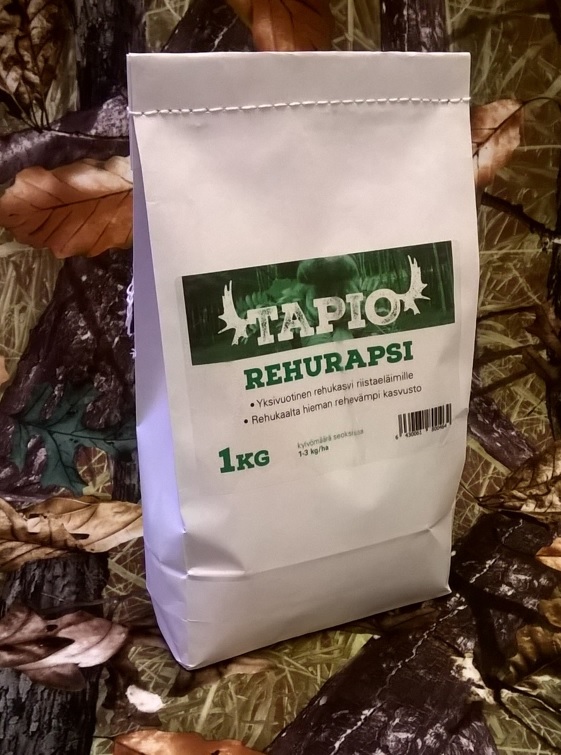 TAPIO
REHURAPSI
• Yksivuotinen rehukasvi riistaeläimille
• Rehukaalta hieman rehevämpi kasvusto
1KG
kylvömäärä seoksissa
1-3 kg/ha